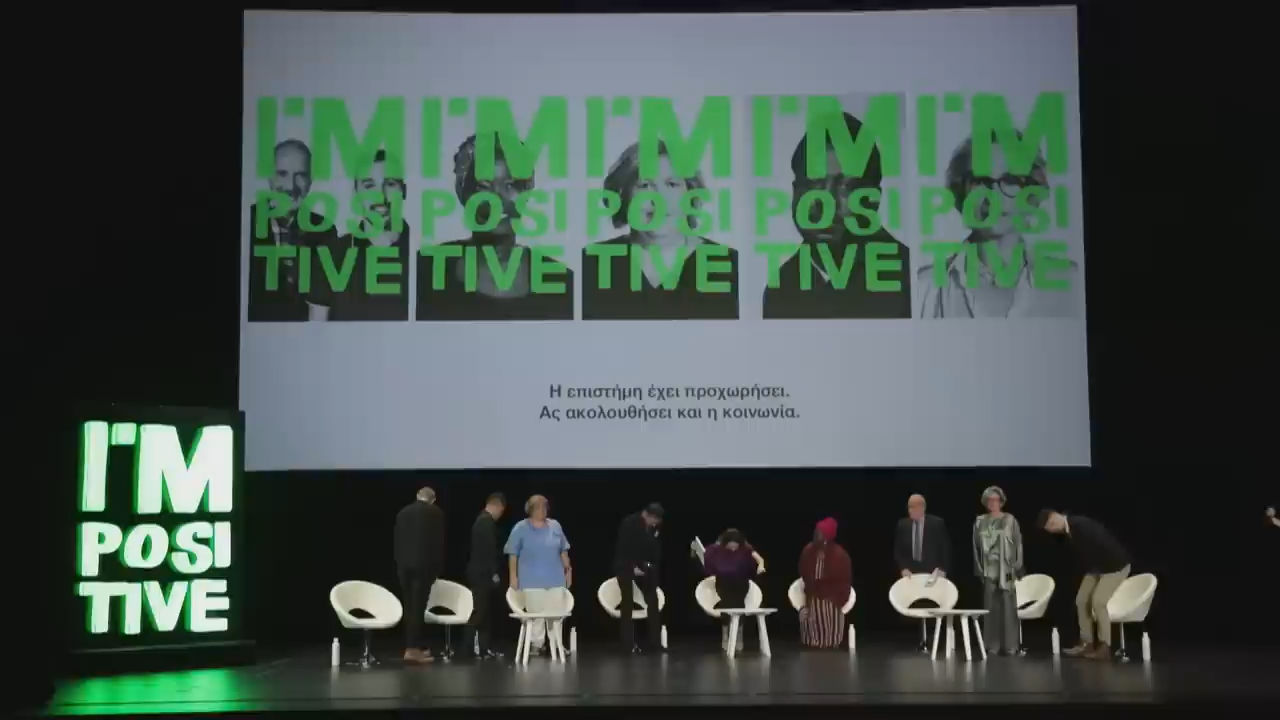 I'M I'M I'M I'M I'M
POSI POSI POSI POSI POSI
TIVE TIVE TIVE TIVE TIVE
Η επιστήμη έχει προχωρήσει.
Ας ακολουθήσει και η κοινωνία.
I'M
POSI
TIVE